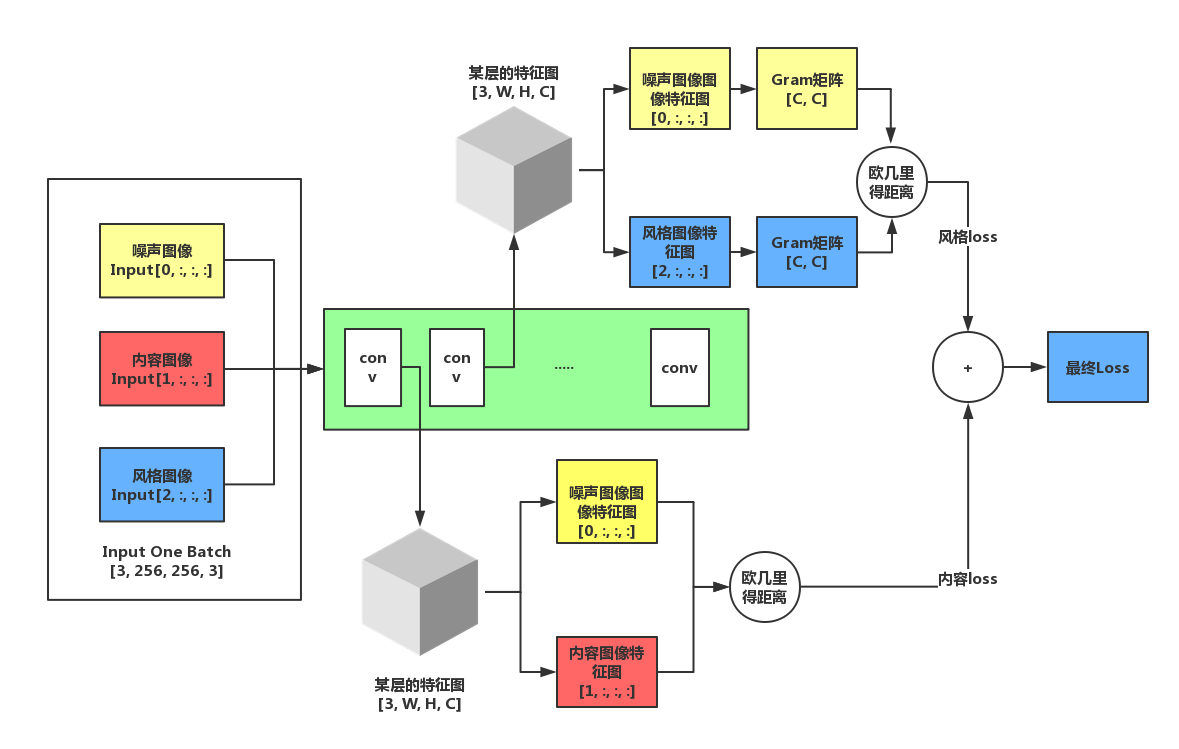 某层的特征图
[3, W, H, C]
噪声图像图
像特征图
[0, :, :, :]
Gram矩阵
[C, C]
欧几里
得距离
风格图像特
征图
[2, :, :, :]
Gram矩阵
[C, C]
风格loss
噪声图像
Input[0, :, :, :]
内容图像
Input[1, :, :, :]
风格图像
Input[2, :, :, :]
Input One Batch
[3, 256, 256, 3]
con
v
con
v
.....
conv
+
最终Loss
噪声图像图
像特征图
[0, :, :, :]
欧几里
得距离
内容loss
内容图像特
征图
[1, :, :, :]
某层的特征图
[3, W, H, C]